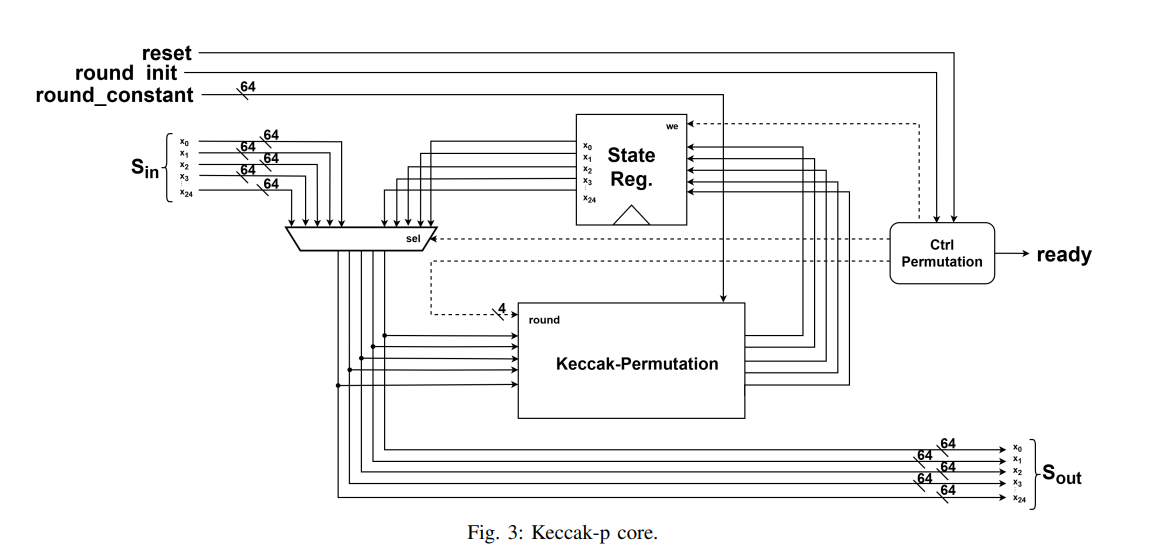 reset
round init
round_constant
64
S_in
x0
x1
x2
x3
x24
64
64
64
64
64
we
x0
x1
x2
x3
x24
State
Reg.
sel
Ctrl
Permutation
ready
4
round
Keccak-Permutation
64
64
64
64
64
x0
x1
x2
x3
x24
S_out
Fig. 3: Keccak-p core.